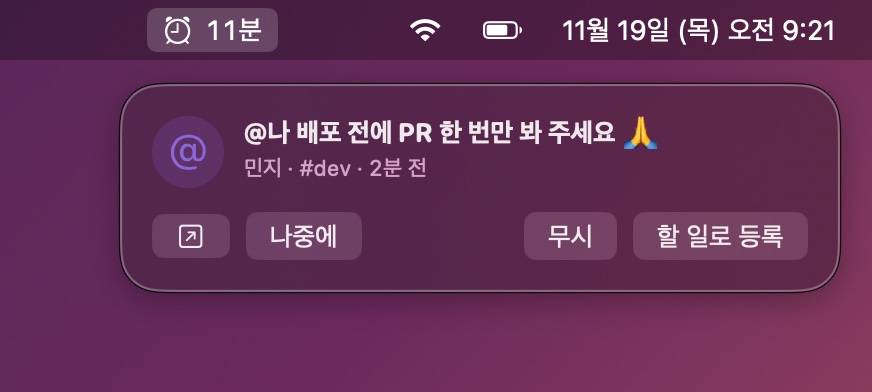 11분 11월 19일 (목) 오전 9:21
@
@나 배포 전에 PR 한 번만 봐 주세요 🙏
민지 · #dev · 2분 전
나중에 무시 할 일로 등록